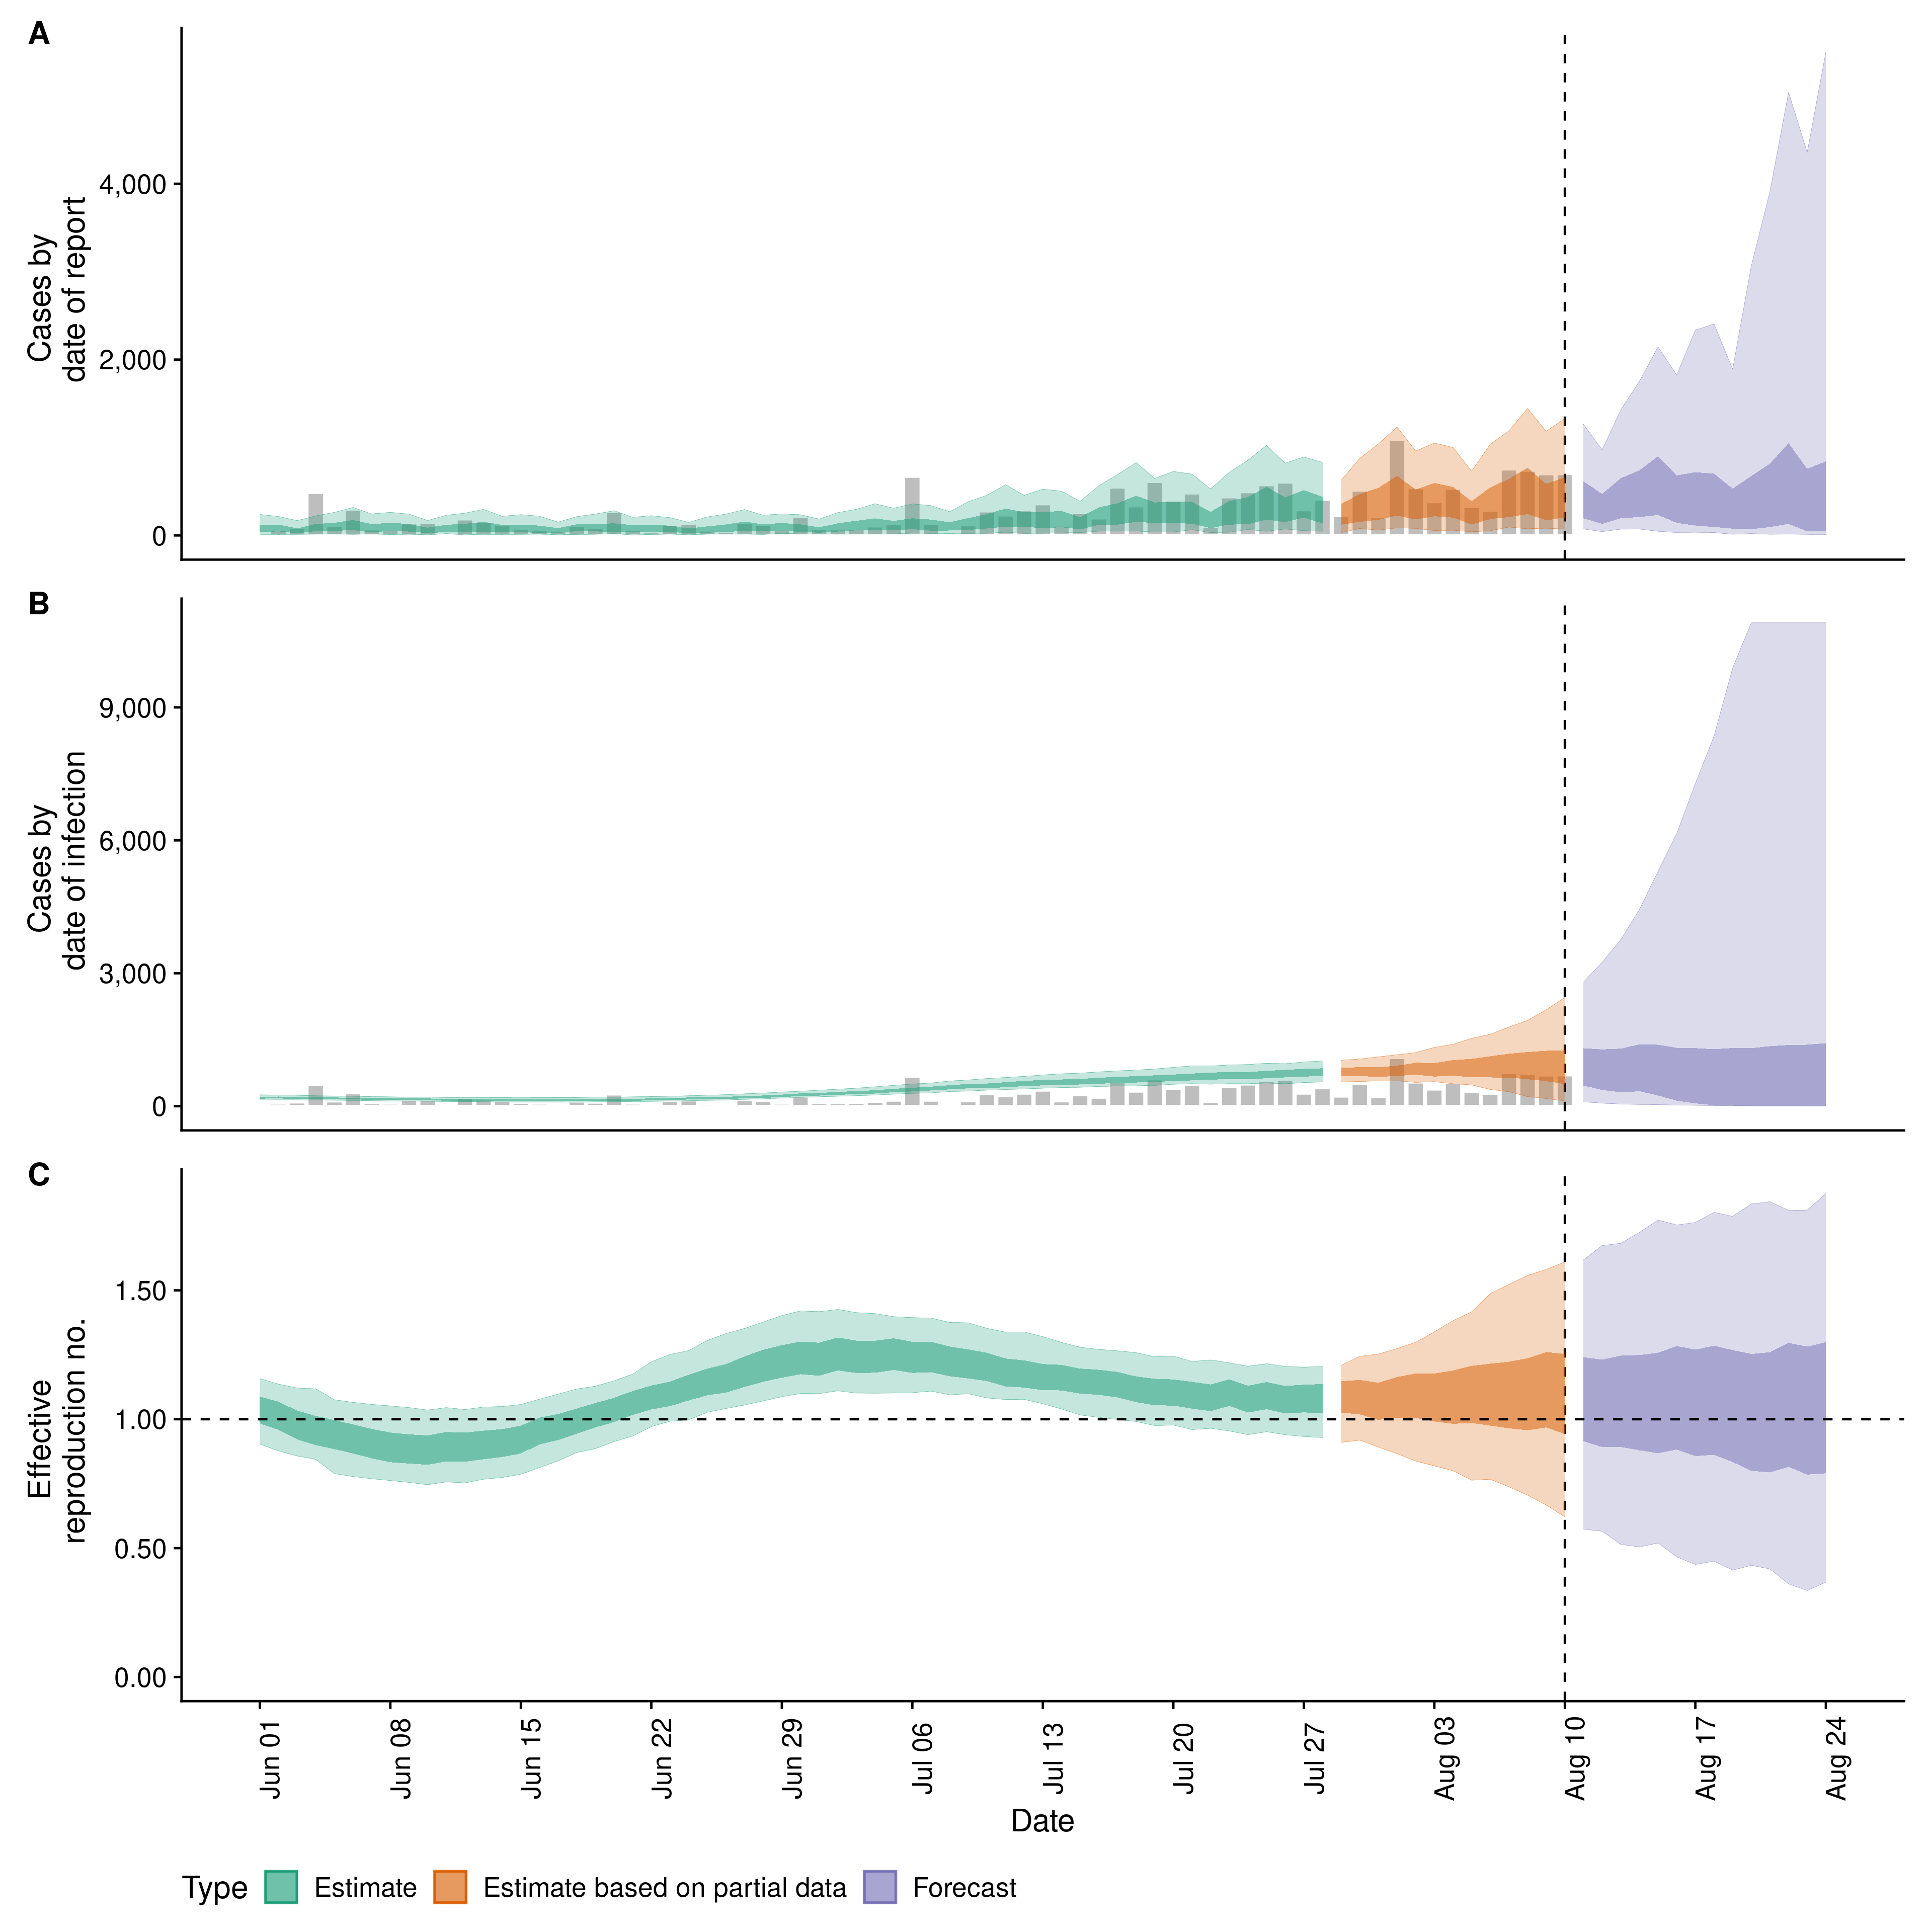 A
Cases by
date of report
4,000
2,000
0
B
Cases by
date of infection
9,000
6,000
3,000
0
C
Effective
reproduction no.
1.50
1.00
0.50
0.00
Jun 01
Jun 08
Jun 15
Jun 22
Jun 29
Jul 06
Jul 13
Jul 20
Jul 27
Aug 03
Aug 10
Aug 17
Aug 24
Date
Type Estimate Estimate based on partial data Forecast